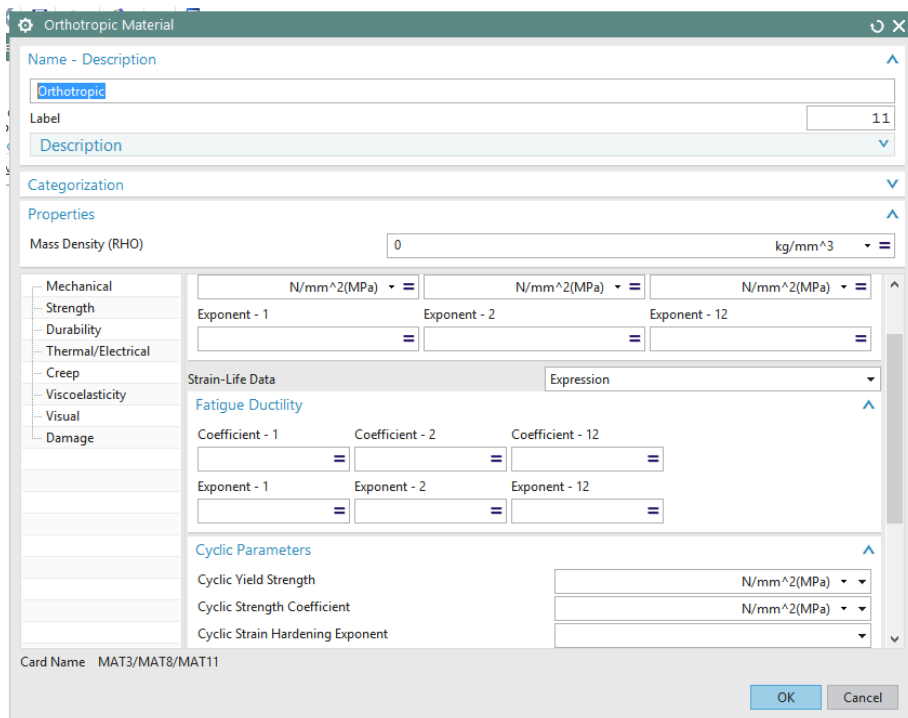 Orthotropic Material
Name - Description
Orthotropic
Label 11
Description
Categorization
Properties
Mass Density (RHO) 0 kg/mm^3 =
Mechanical
Strength
Durability
Thermal/Electrical
Creep
Viscoelasticity
Visual
Damage
N/mm^2(MPa) = N/mm^2(MPa) = N/mm^2(MPa) =
Exponent - 1 Exponent - 2 Exponent - 12
= = =
Strain-Life Data Expression
Fatigue Ductility
Coefficient - 1 Coefficient - 2 Coefficient - 12
= = =
Exponent - 1 Exponent - 2 Exponent - 12
= = =
Cyclic Parameters
Cyclic Yield Strength N/mm^2(MPa)
Cyclic Strength Coefficient N/mm^2(MPa)
Cyclic Strain Hardening Exponent
Card Name MAT3/MAT8/MAT11
OK Cancel